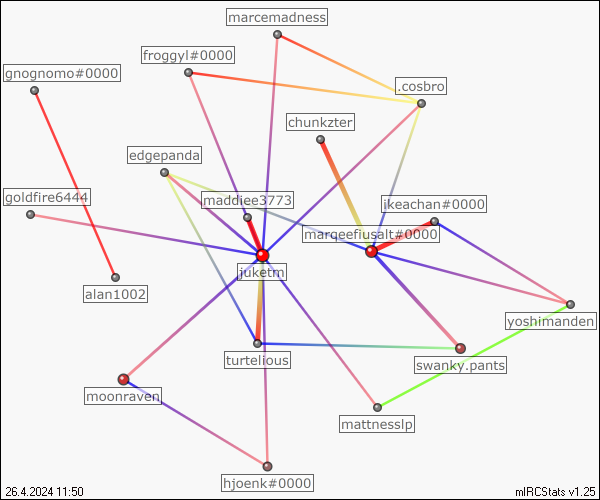 marcemadness
froggyl#0000
gnognomo#0000
.cosbro
chunkzter
edgepanda
goldfire6444
maddiee3773
ikeachan#0000
marqeefiusalt#0000
juketm
alan1002
yoshimanden
turtelious
swanky.pants
moonraven
mattnesslp
hjoenk#0000
26.4.2024 11:50
mIRCStats v1.25